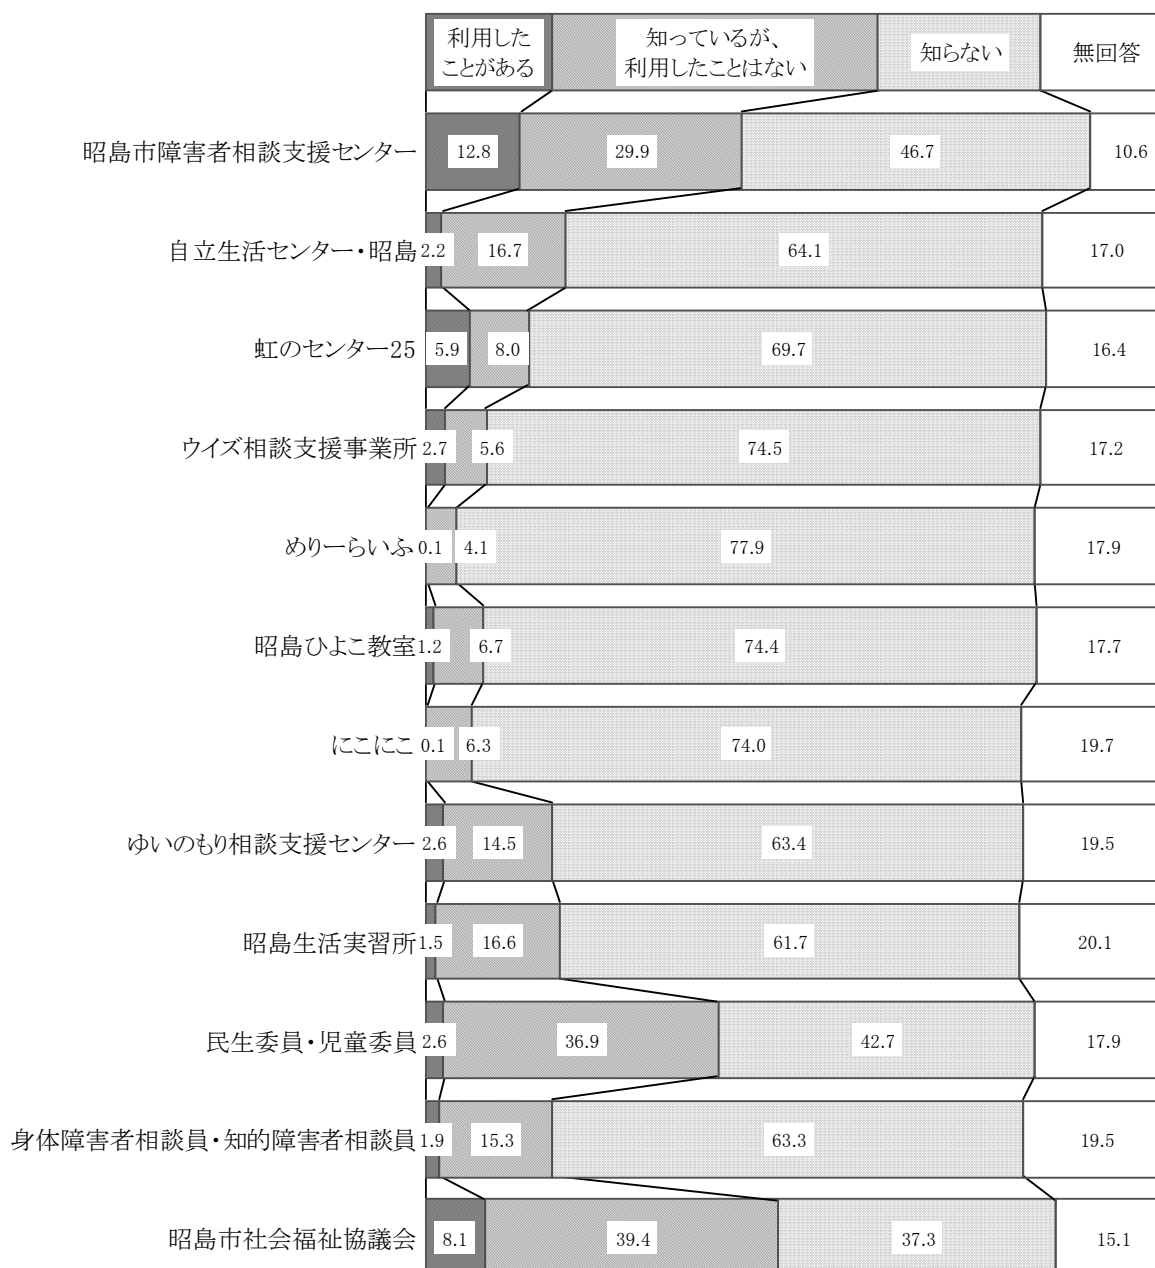 利用した
ことがある
知っているが、
利用したことはない
知らない
無回答
昭島市障害者相談支援センター 12.8 29.9 46.7 10.6
自立生活センター・昭島 2.2 16.7 64.1 17.0
虹のセンター25 5.9 8.0 69.7 16.4
ウイズ相談支援事業所 2.7 5.6 74.5 17.2
めりーらいふ 0.1 4.1 77.9 17.9
昭島ひよこ教室 1.2 6.7 74.4 17.7
にこにこ 0.1 6.3 74.0 19.7
ゆいのもり相談支援センター 2.6 14.5 63.4 19.5
昭島生活実習所 1.5 16.6 61.7 20.1
民生委員・児童委員 2.6 36.9 42.7 17.9
身体障害者相談員・知的障害者相談員 1.9 15.3 63.3 19.5
昭島市社会福祉協議会 8.1 39.4 37.3 15.1